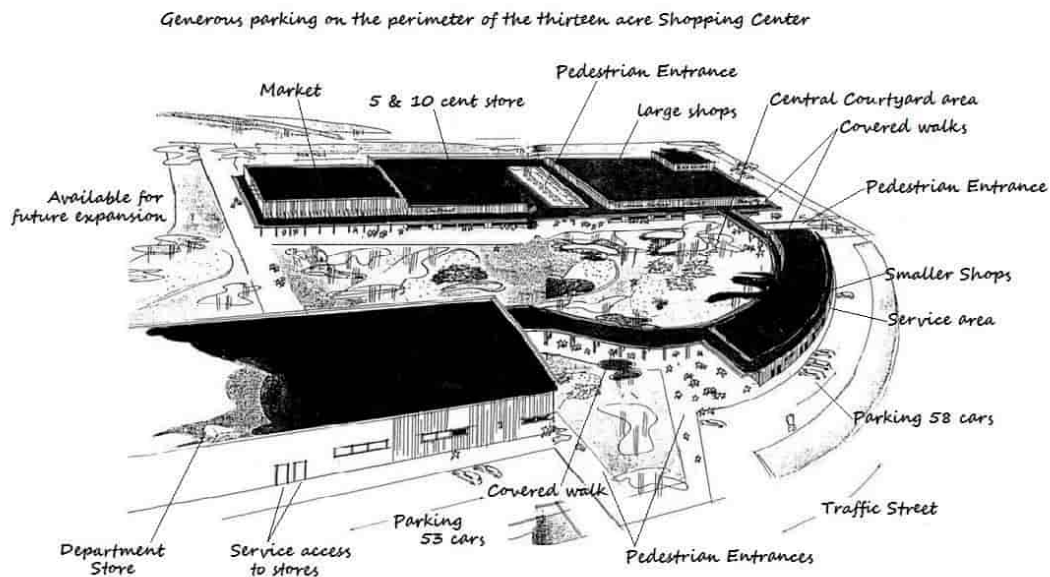 Generous parking on the perimeter of the thirteen acre Shopping Center
Pedestrian Entrance
Market
5 & 10 cent store
large shops
Central Courtyard area
Covered walks
Available for
future expansion
Pedestrian Entrance
Smaller Shops
Service area
Parking 58 cars
Covered walk
Traffic Street
Parking
53 cars
Department
Store
Service access
to stores
Pedestrian Entrances